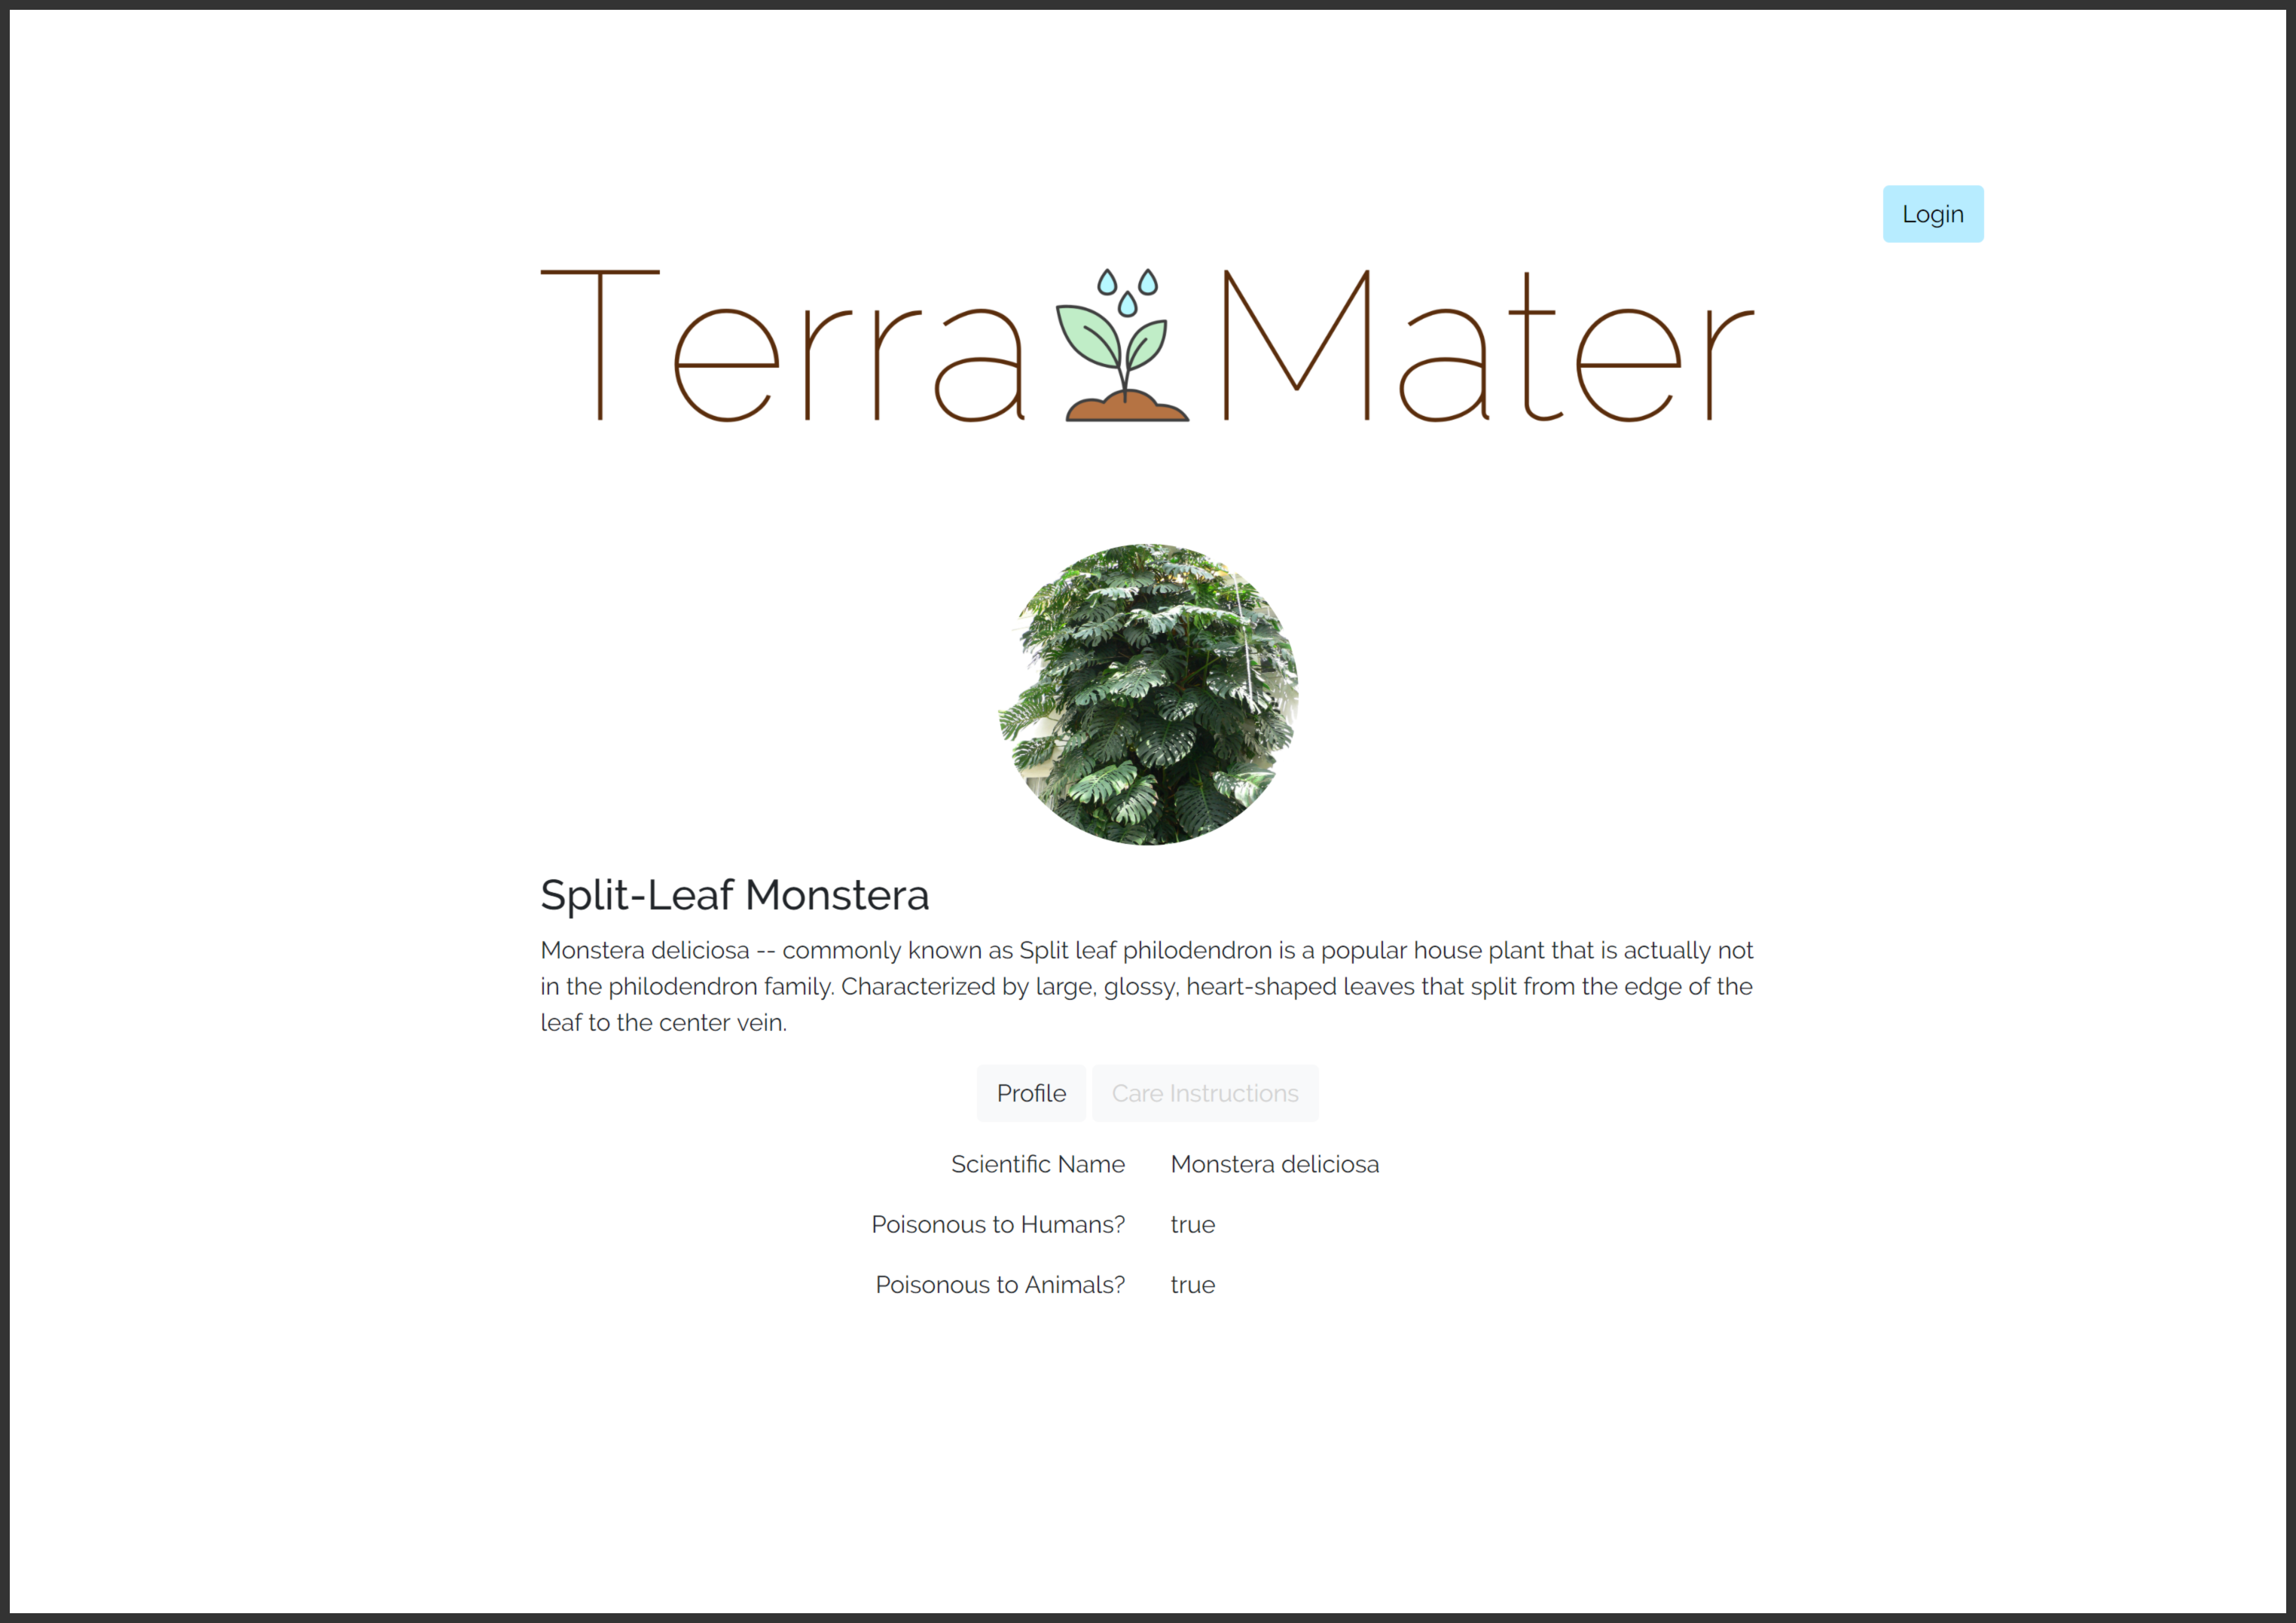 Login
Terra Mater
Split-Leaf Monstera
Monstera deliciosa -- commonly known as Split leaf philodendron is a popular house plant that is actually not
in the philodendron family. Characterized by large, glossy, heart-shaped leaves that split from the edge of the
leaf to the center vein.
Profile Care Instructions
Scientific Name Monstera deliciosa
Poisonous to Humans? true
Poisonous to Animals? true